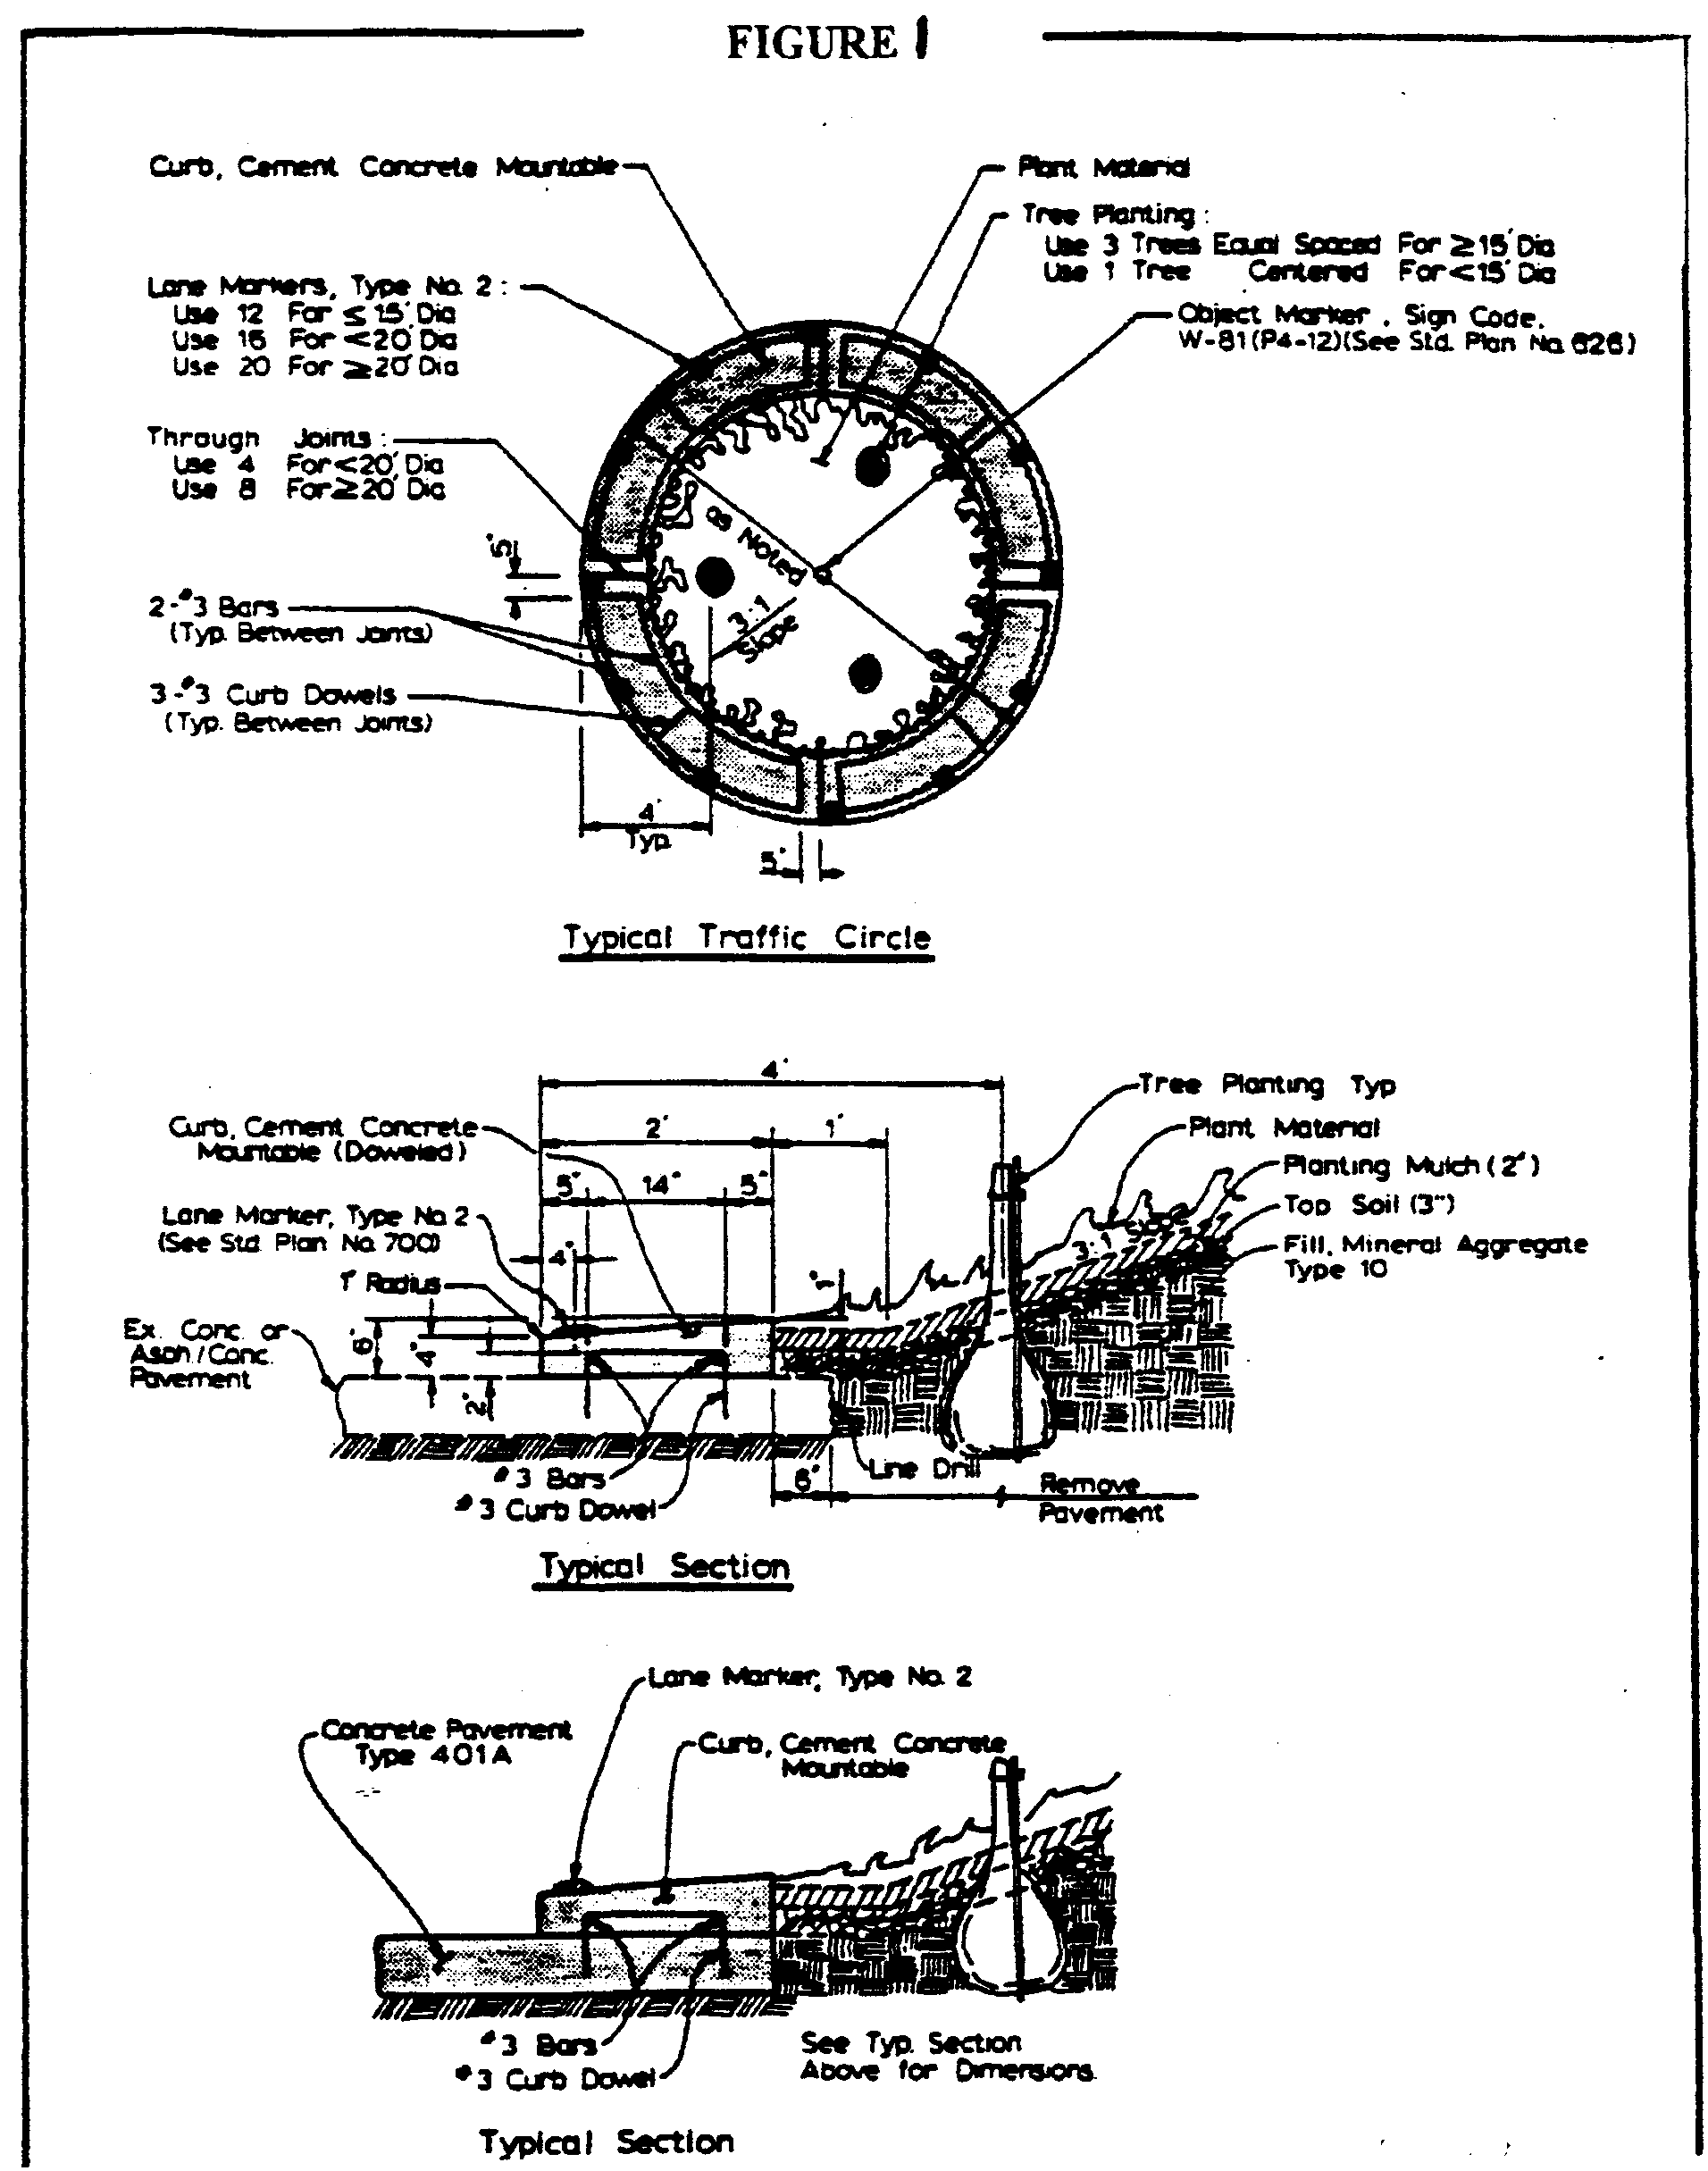 FIGURE 1
Curb, Cement Concrete Mountable
Plant Material
Tree Planting:
Use 3 Trees Equal Spaced For ≥15' Dia
Use 1 Tree Centered For <15' Dia
Lane Markers, Type No. 2:
Use 12 For ≤ 15' Dia
Use 16 For <20' Dia
Use 20 For ≥20' Dia
Object Marker, Sign Code,
W-81(P4-12)(See Std. Plan No. 626)
Through Joints:
Use 4 For <20' Dia
Use 8 For ≥20' Dia
5"
as Noted
3:1
Slope
2-#3 Bars
(Typ. Between Joints)
3-#3 Curb Dowels
(Typ. Between Joints)
4'
Typ.
5"
Typical Traffic Circle
4'
Tree Planting Typ
Curb, Cement Concrete
Mountable (Doweled)
2'
1'
Plant Material
Planting Mulch (2")
5"
14"
5"
Top Soil (3")
Lane Marker, Type No. 2
(See Std. Plan No. 700)
3:1 Slope
Fill, Mineral Aggregate
Type 10
4"
1" Radius
1"
Ex. Conc. or
Asph./Conc.
Pavement
6"
4"
2"
Line Drill
#3 Bars
6"
Remove
Pavement
#3 Curb Dowel
Typical Section
Lane Marker, Type No. 2
Concrete Pavement
Type 401A
Curb, Cement Concrete
Mountable
#3 Bars
#3 Curb Dowel
See Typ. Section
Above for Dimensions.
Typical Section